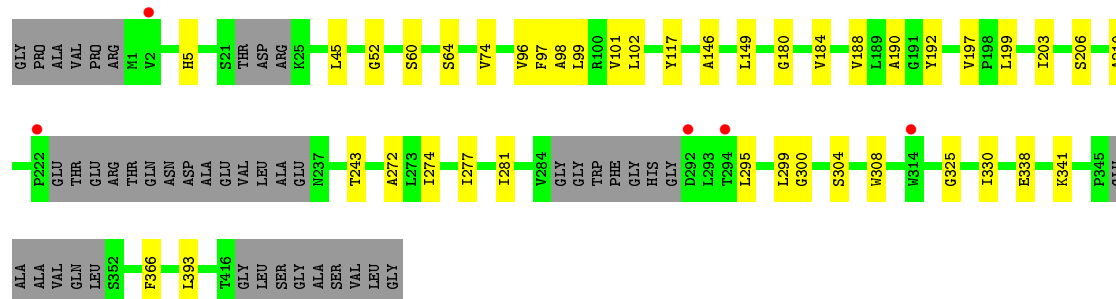 GLY PRO ALA VAL PRO ARG M1 V2 H5 S21 THR ASP ARG K25 L45 G52 S60 S64 V74 V96 F97 A98 L99 R100 V101 L102 Y117 A146 L149 G180 V184 V188 L189 A190 G191 Y192 V197 P198 L199 I203 S206
P222 GLU THR GLU ARG THR GLN ASN ASP ALA GLU VAL LEU ALA GLU N237 T243 A272 L273 I274 I277 I281 V284 GLY GLY TRP PHE GLY HIS GLY D292 L293 T294 L295 L299 G300 S304 W308 W314 G325 I330 E338 K341 P345
ALA ALA VAL GLN LEU S352 F366 L393 T416 GLY LEU SER GLY ALA SER VAL LEU GLY